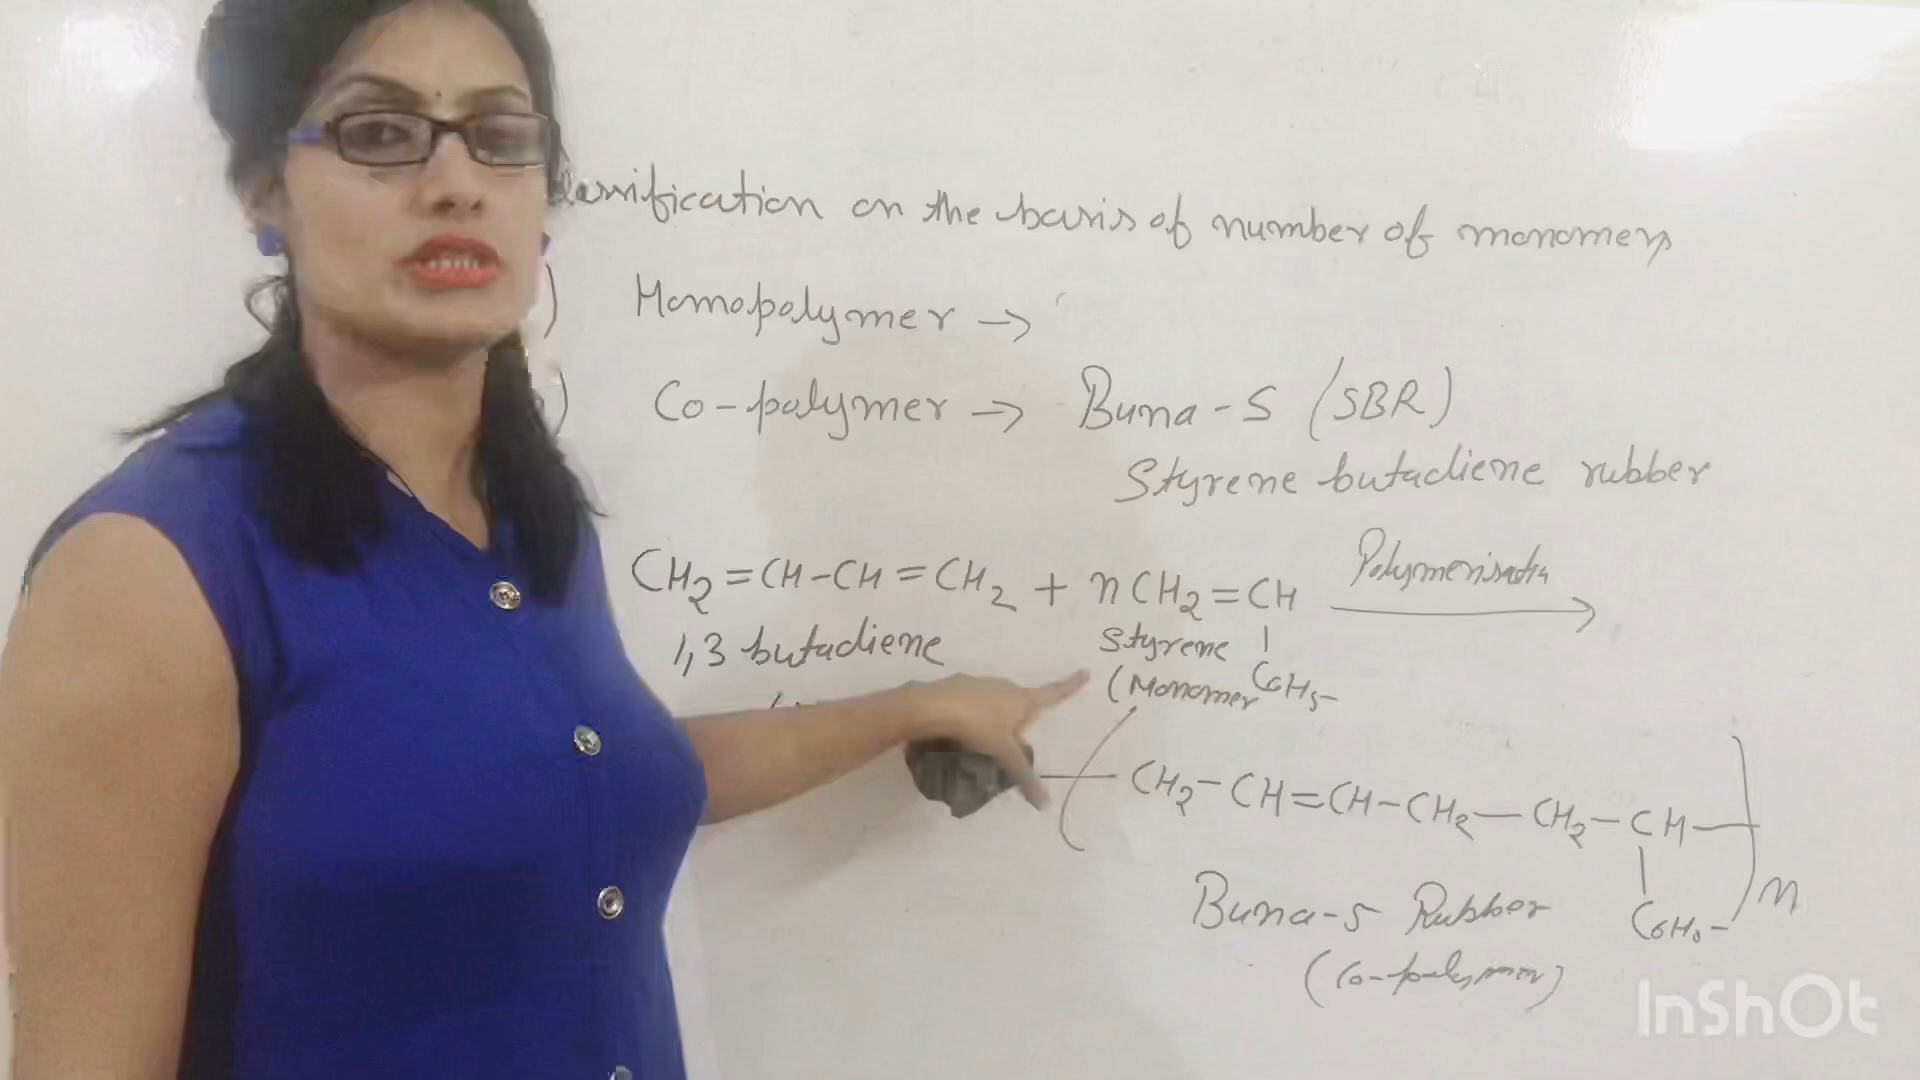 Classification on the basis of number of monomers
) Homopolymer →
) Co-polymer → Buna-S (SBR)
Styrene butadiene rubber
CH2=CH-CH=CH2 + nCH2=CH Polymerisatn →
1,3 butadiene
Styrene
(Monomer C6H5-
CH2-CH=CH-CH2-CH2-CH- n
Buna-S Rubber
C6H5-
(Co-polymer)
InShOt